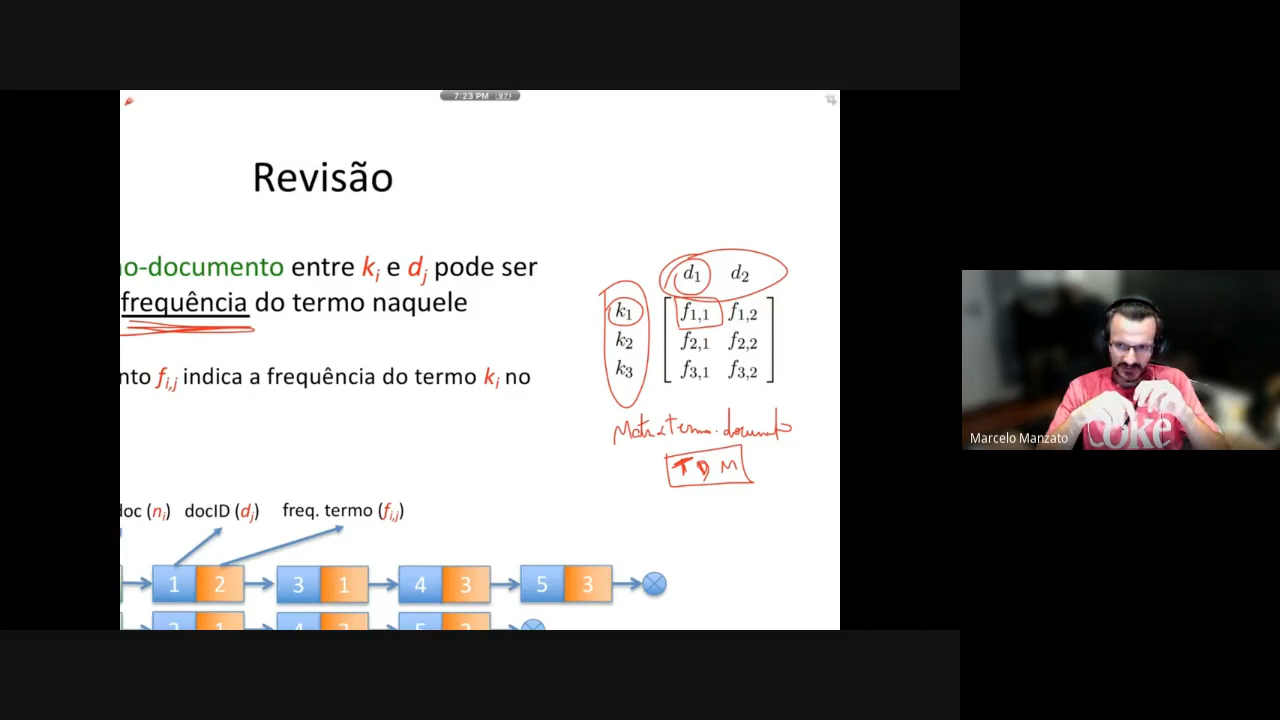 7:23 PM
97%
Revisão
o-documento entre ki e dj pode ser
frequência do termo naquele
nto fi,j indica a frequência do termo ki no
d1 d2
k1 f1,1 f1,2
k2 f2,1 f2,2
k3 f3,1 f3,2
termo-documento
TDM
doc (ni) docID (dj) freq. termo (fi,j)
1 2 3 1 4 3 5 3
COKE
Marcelo Manzato